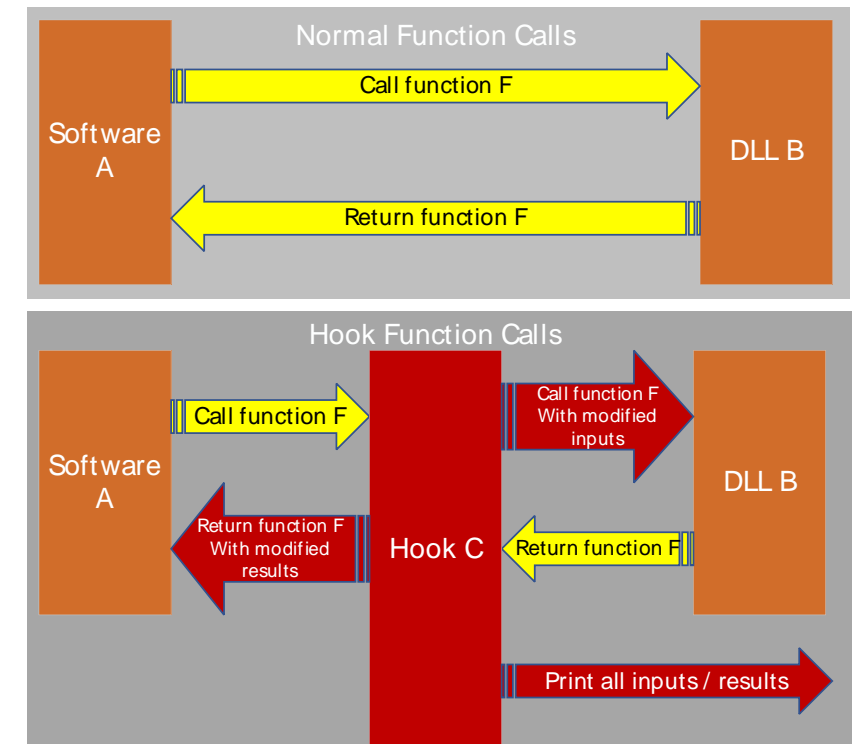 Normal Function Calls
Call function F
Software
A
DLL B
Return function F
Hook Function Calls
Call function F
Call function F
With modified
inputs
Software
A
DLL B
Return function F
With modified
results
Hook C
Return function F
Print all inputs / results